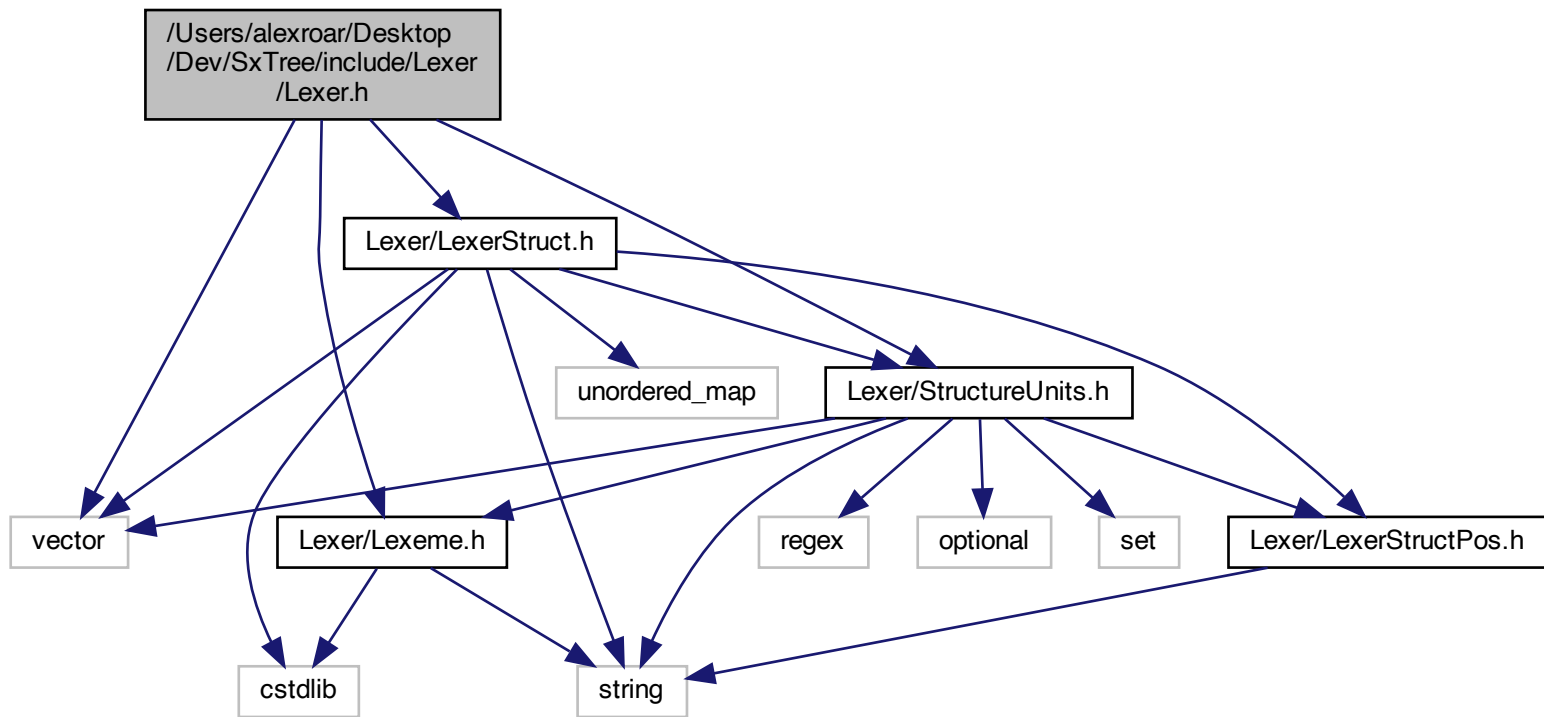 /Users/alexroar/Desktop
/Dev/SxTree/include/Lexer
/Lexer.h
Lexer/LexerStruct.h
unordered_map
Lexer/StructureUnits.h
vector
Lexer/Lexeme.h
regex
optional
set
Lexer/LexerStructPos.h
cstdlib
string